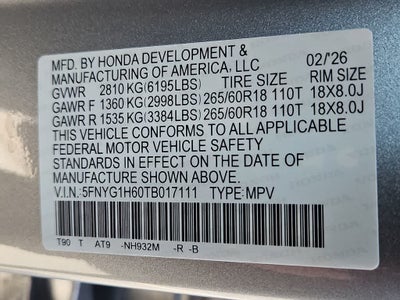 MFD. BY HONDA DEVELOPMENT &
MANUFACTURING OF AMERICA, LLC 02/'26
GVWR 2810 KG(6195LBS) TIRE SIZE RIM SIZE
GAWR F 1360 KG(2998LBS) 265/60R18 110T 18X8.0J
GAWR R 1535 KG(3384LBS) 265/60R18 110T 18X8.0J
THIS VEHICLE CONFORMS TO ALL APPLICABLE
FEDERAL MOTOR VEHICLE SAFETY
STANDARDS IN EFFECT ON THE DATE OF
MANUFACTURE SHOWN ABOVE.
V.I.N.:5FNYG1H60TB017111 TYPE:MPV
T90 T AT9 -NH932M -R -B